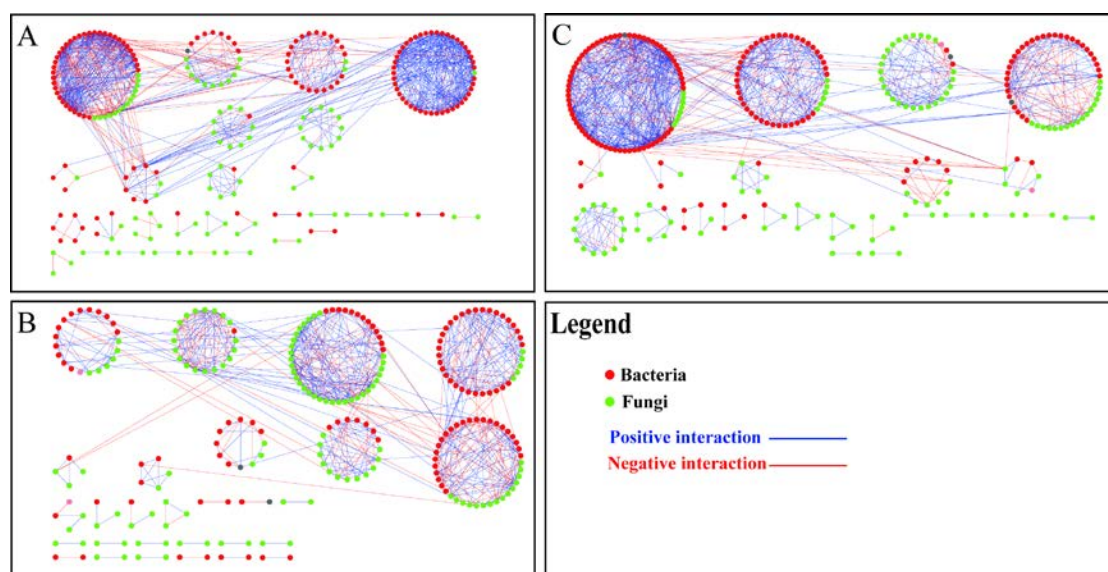 A
C
B
Legend
Bacteria
Fungi
Positive interaction
Negative interaction